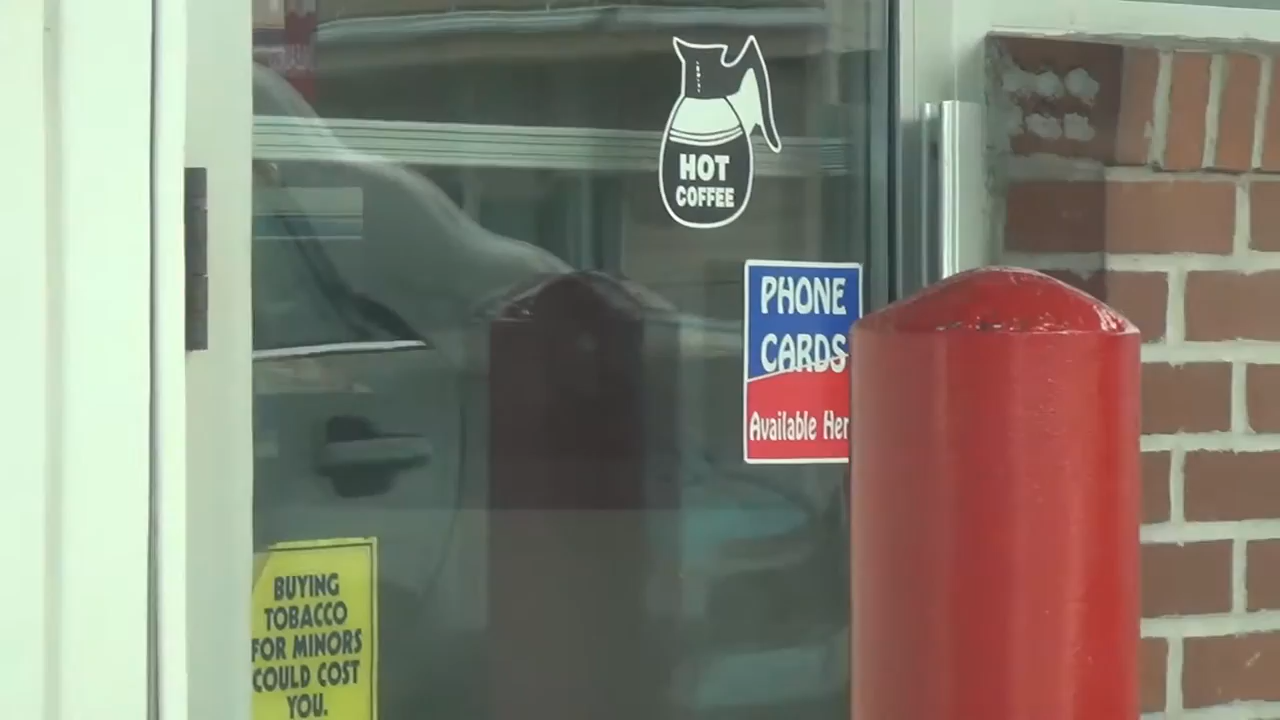 HOT
COFFEE
PHONE
CARDS
Available Her
BUYING
TOBACCO
FOR MINORS
COULD COST
YOU.